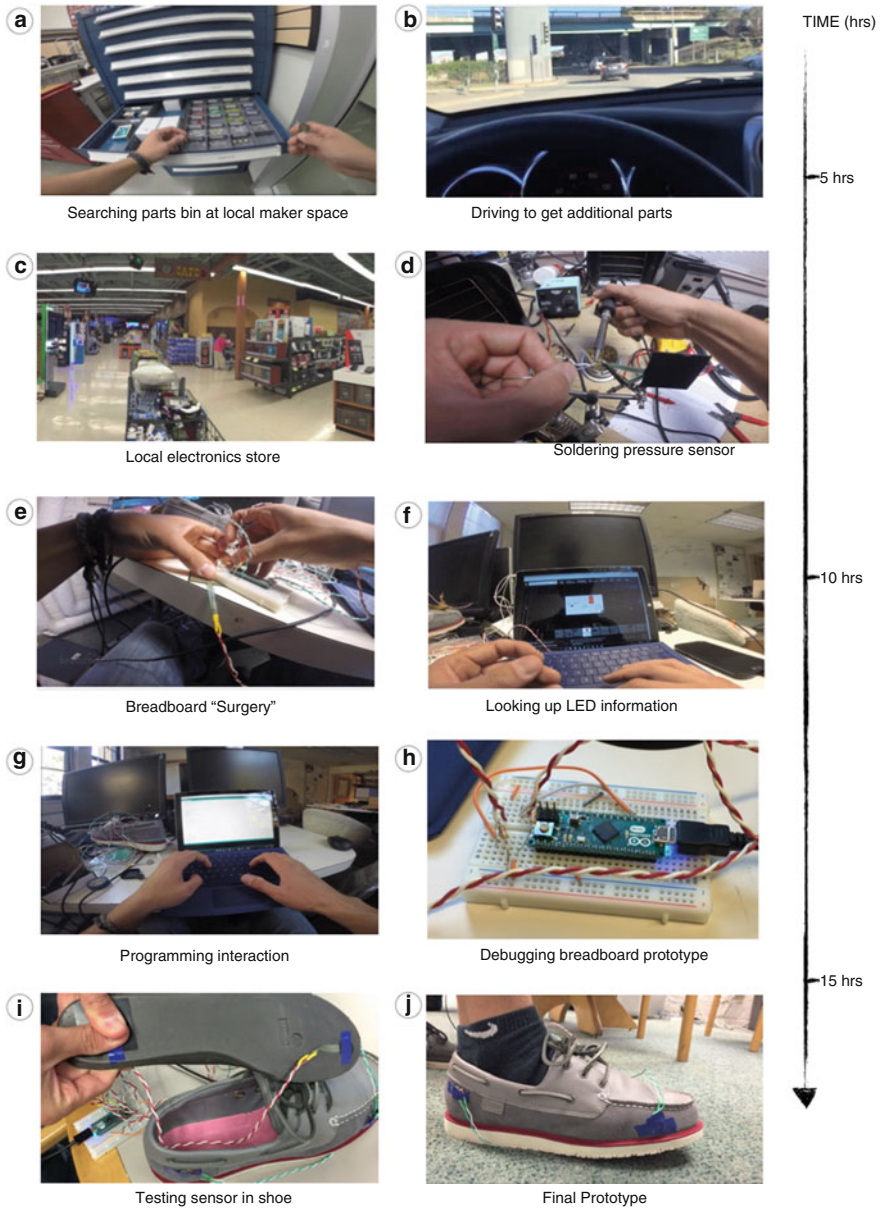 a
b
TIME (hrs)
Searching parts bin at local maker space
Driving to get additional parts
5 hrs
c
d
Local electronics store
Soldering pressure sensor
e
f
10 hrs
Breadboard “Surgery”
Looking up LED information
g
h
Programming interaction
Debugging breadboard prototype
15 hrs
i
j
Testing sensor in shoe
Final Prototype